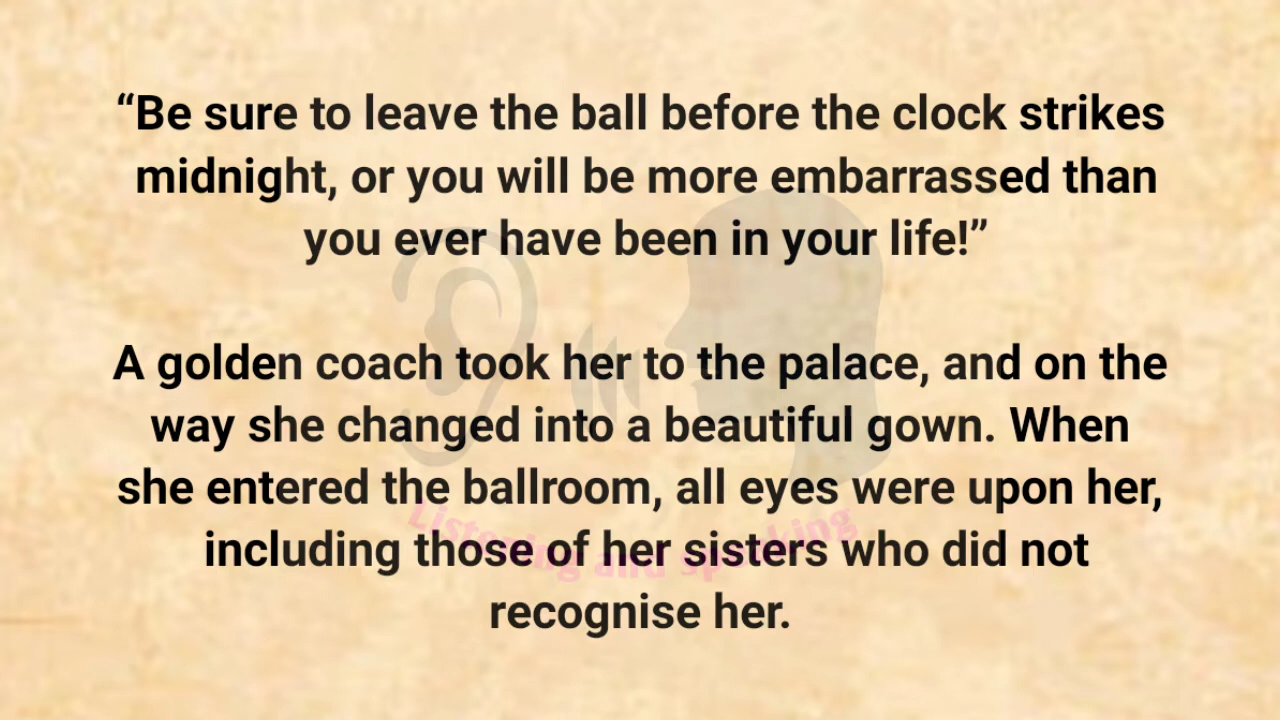 “Be sure to leave the ball before the clock strikes
midnight, or you will be more embarrassed than
you ever have been in your life!”
A golden coach took her to the palace, and on the
way she changed into a beautiful gown. When
she entered the ballroom, all eyes were upon her,
including those of her sisters who did not
recognise her.
Listening and speaking